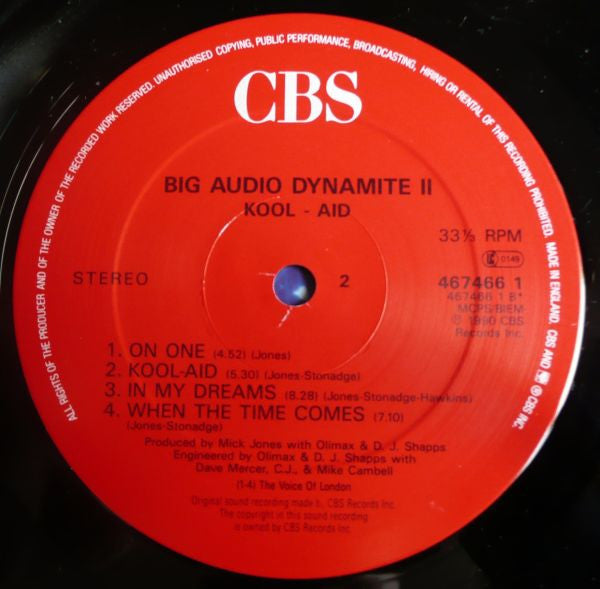 ALL RIGHTS OF THE PRODUCER AND OF THE OWNER OF THE RECORDED WORK RESERVED. UNAUTHORISED COPYING, PUBLIC PERFORMANCE, BROADCASTING, HIRING OR RENTAL OF THIS RECORDING PROHIBITED. MADE IN ENGLAND. CBS AND ® CBS INC.
CBS
BIG AUDIO DYNAMITE II
KOOL - AID
33⅓ RPM
LC 0149
STEREO
2
467466 1
467466 1 B*
MCPS/BIEM
℗ 1990 CBS
Records Inc.
1. ON ONE (4.52) (Jones)
2. KOOL-AID (5.30) (Jones-Stonadge)
3. IN MY DREAMS (8.28) (Jones-Stonadge-Hawkins)
4. WHEN THE TIME COMES (7.10)
(Jones-Stonadge)
Produced by Mick Jones with Olimax & D. J. Shapps
Engineered by Olimax & D. J. Shapps with
Dave Mercer, C.J., & Mike Cambell
(1-4) The Voice Of London
Original sound recording made by CBS Records Inc.
The copyright in this sound recording
is owned by CBS Records Inc.